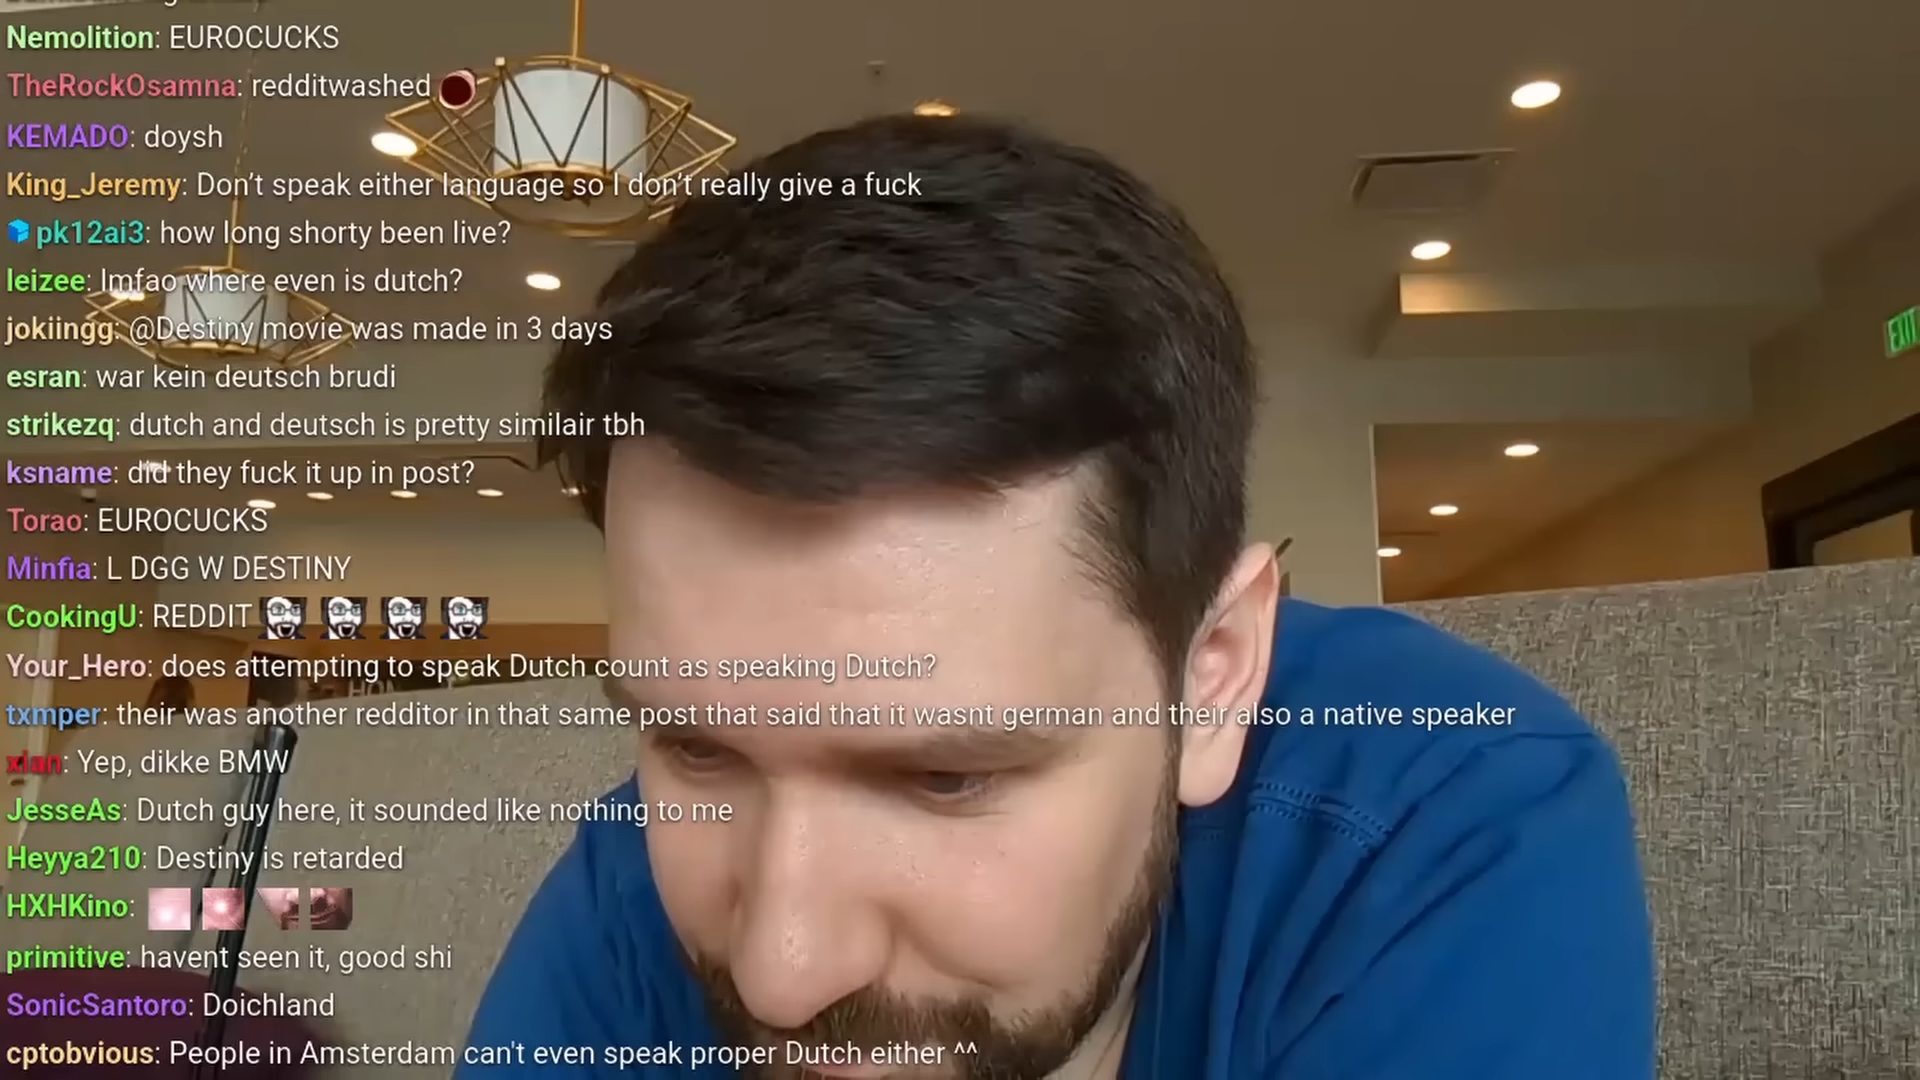 Nemolition: EUROCUCKS
TheRockOsamna: redditwashed
KEMADO: doysh
King_Jeremy: Don’t speak either language so I don’t really give a fuck
pk12ai3: how long shorty been live?
leizee: lmfao where even is dutch?
jokiingg: @Destiny movie was made in 3 days
esran: war kein deutsch brudi
strikezq: dutch and deutsch is pretty similair tbh
ksname: did they fuck it up in post?
Torao: EUROCUCKS
Minfia: L DGG W DESTINY
CookingU: REDDIT
Your_Hero: does attempting to speak Dutch count as speaking Dutch?
txmper: their was another redditor in that same post that said that it wasnt german and their also a native speaker
xlan: Yep, dikke BMW
JesseAs: Dutch guy here, it sounded like nothing to me
Heyya210: Destiny is retarded
HXHKino:
primitive: havent seen it, good shi
SonicSantoro: Doichland
cptobvious: People in Amsterdam can't even speak proper Dutch either ^^
EXIT